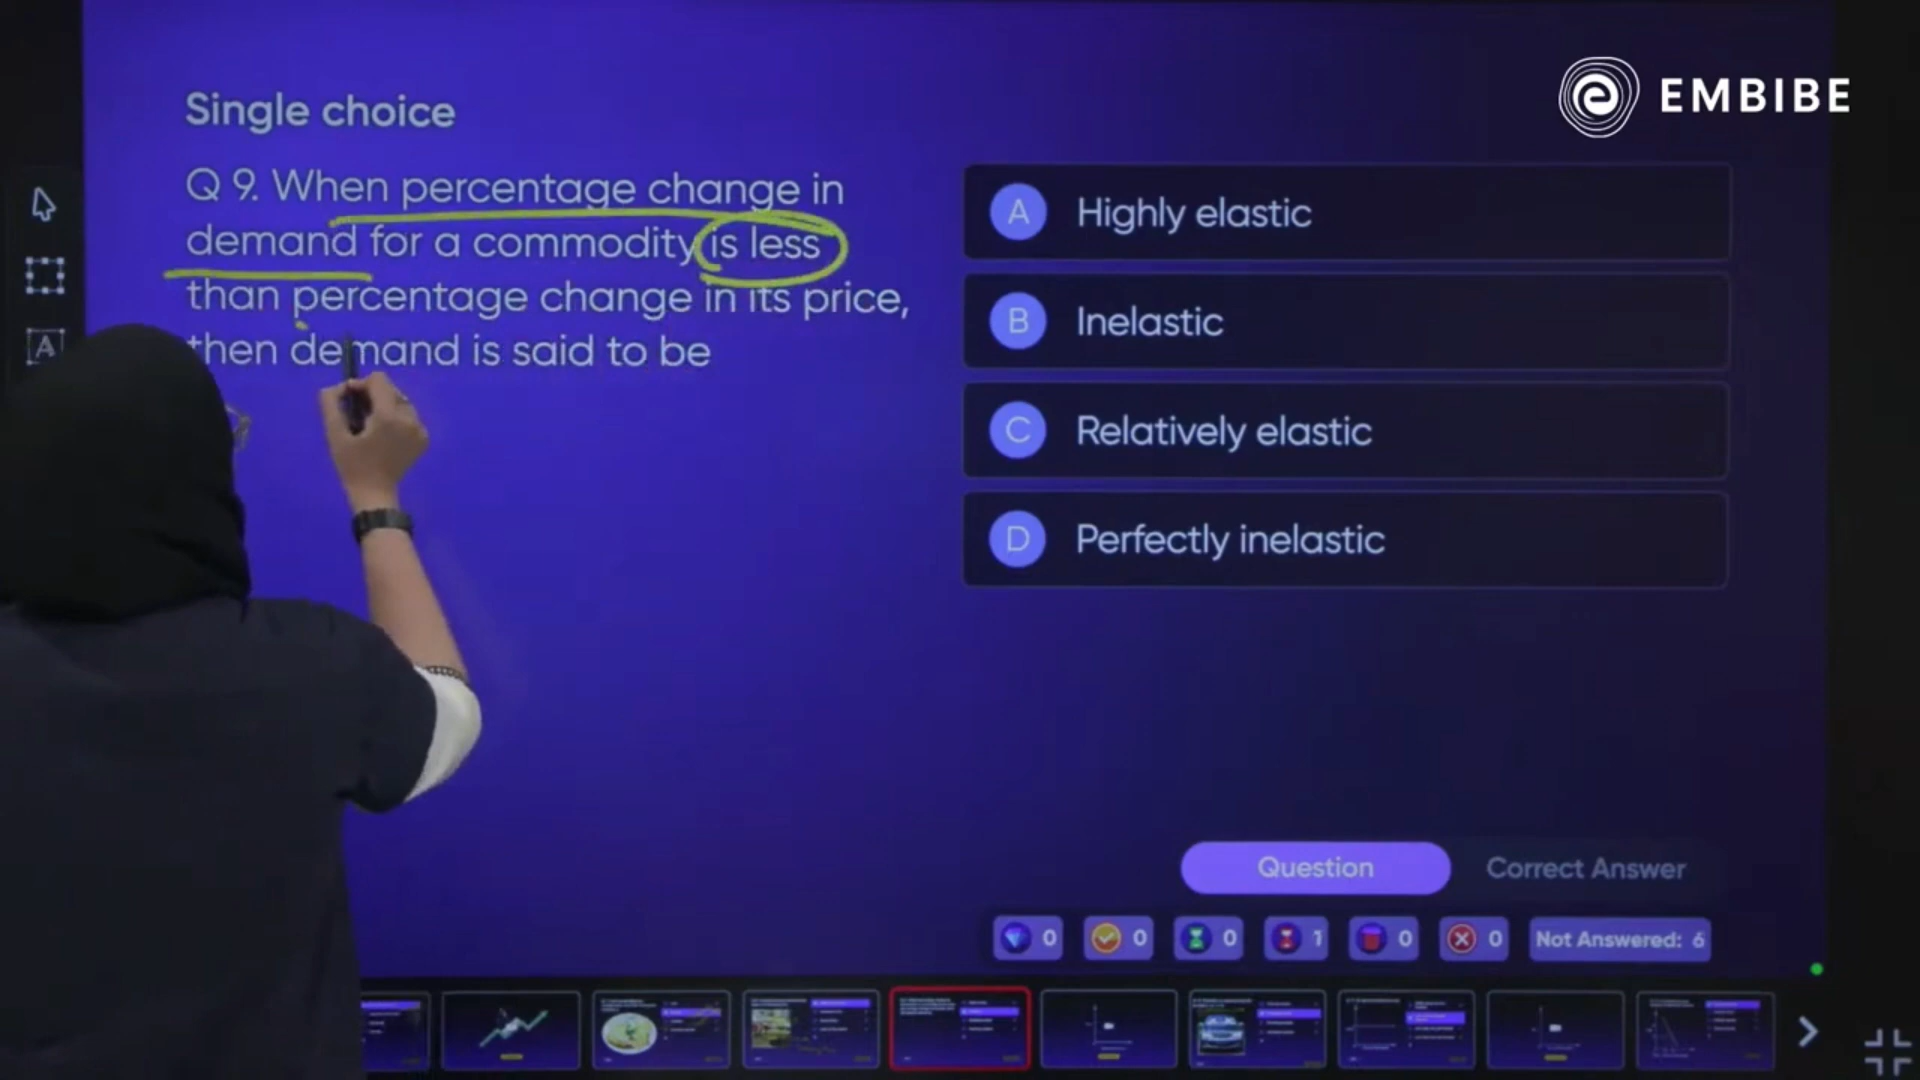 EMBIBE
Single choice
Q 9. When percentage change in
demand for a commodity is less
than percentage change in its price,
then demand is said to be
A Highly elastic
B Inelastic
C Relatively elastic
D Perfectly inelastic
Question
Correct Answer
0 0 0 1 0 0 Not Answered: 6